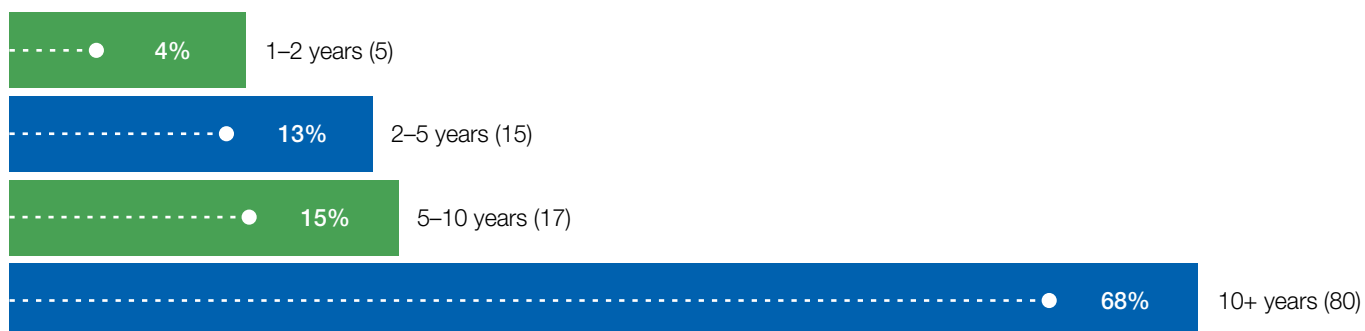 4% 1–2 years (5)
13% 2–5 years (15)
15% 5–10 years (17)
68% 10+ years (80)